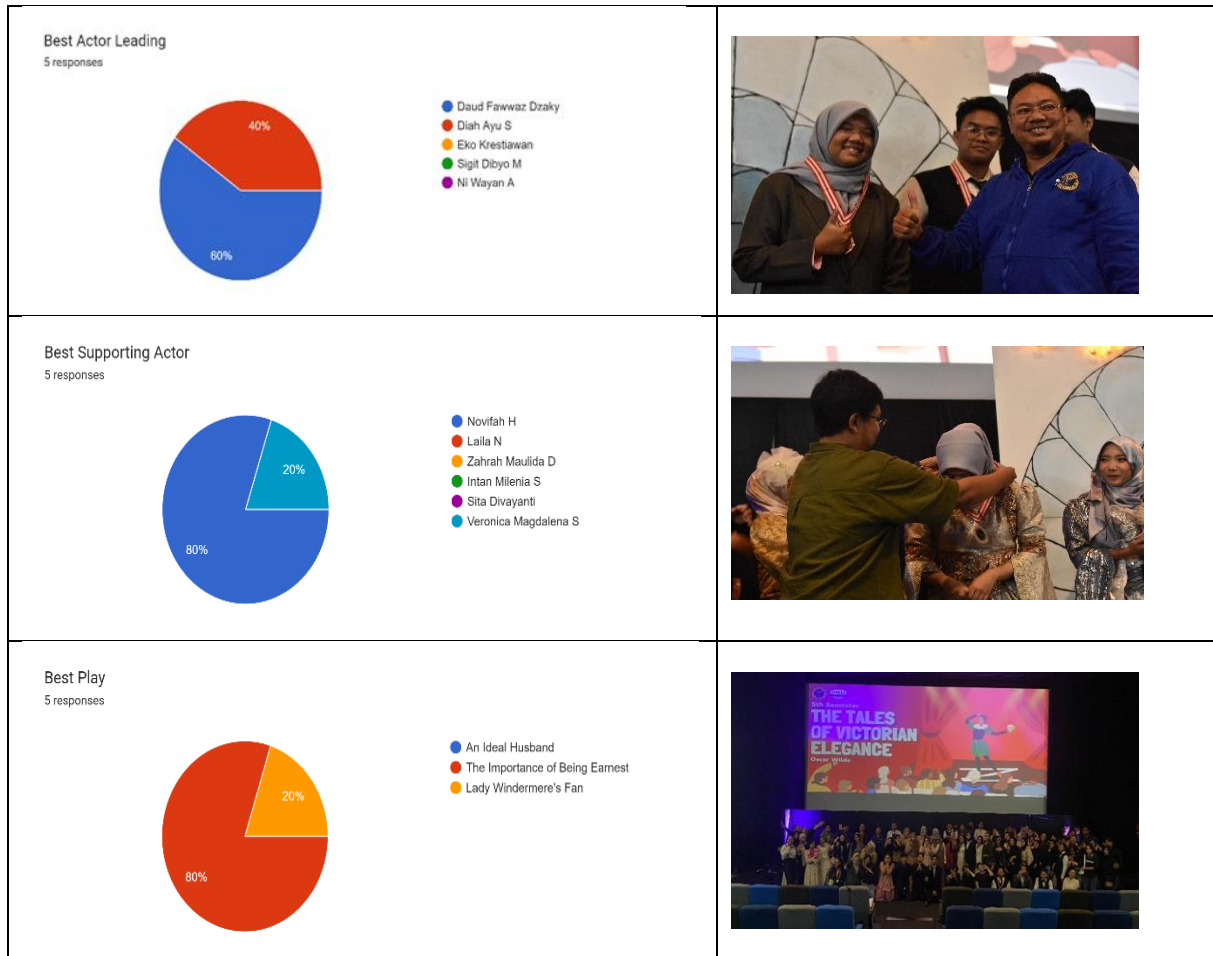 Best Actor Leading
5 responses
40%
60%
Daud Fawwaz Dzaky
Diah Ayu S
Eko Krestiawan
Sigit Dibyo M
Ni Wayan A
Best Supporting Actor
5 responses
20%
80%
Novifah H
Laila N
Zahrah Maulida D
Intan Milenia S
Sita Divayanti
Veronica Magdalena S
Best Play
5 responses
20%
80%
An Ideal Husband
The Importance of Being Earnest
Lady Windermere's Fan
5th Semester
THE TALES
OF VICTORIAN
ELEGANCE
Oscar Wilde